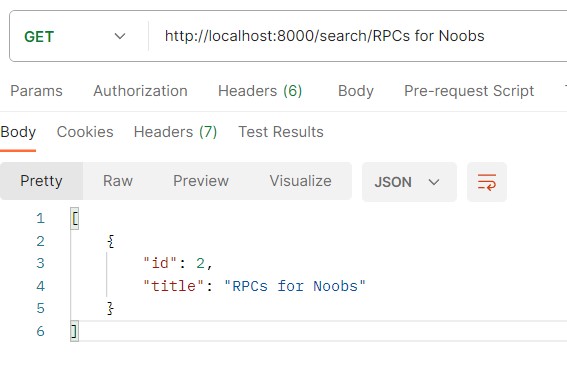 GET http://localhost:8000/search/RPCs for Noobs
Params Authorization Headers (6) Body Pre-request Script
Body Cookies Headers (7) Test Results
Pretty Raw Preview Visualize JSON
1 [
2 {
3 "id": 2,
4 "title": "RPCs for Noobs"
5 }
6 ]